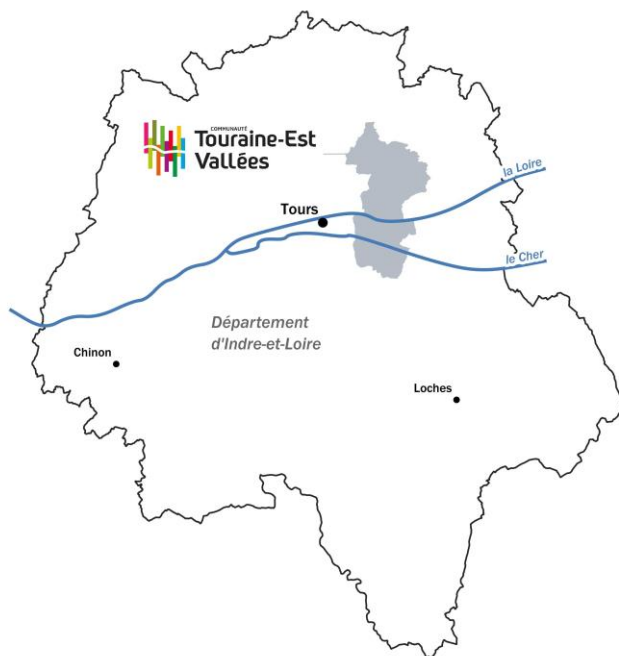 COMMUNAUTÉ
Touraine-Est
Vallées
la Loire
Tours
le Cher
Département
d'Indre-et-Loire
Chinon
Loches